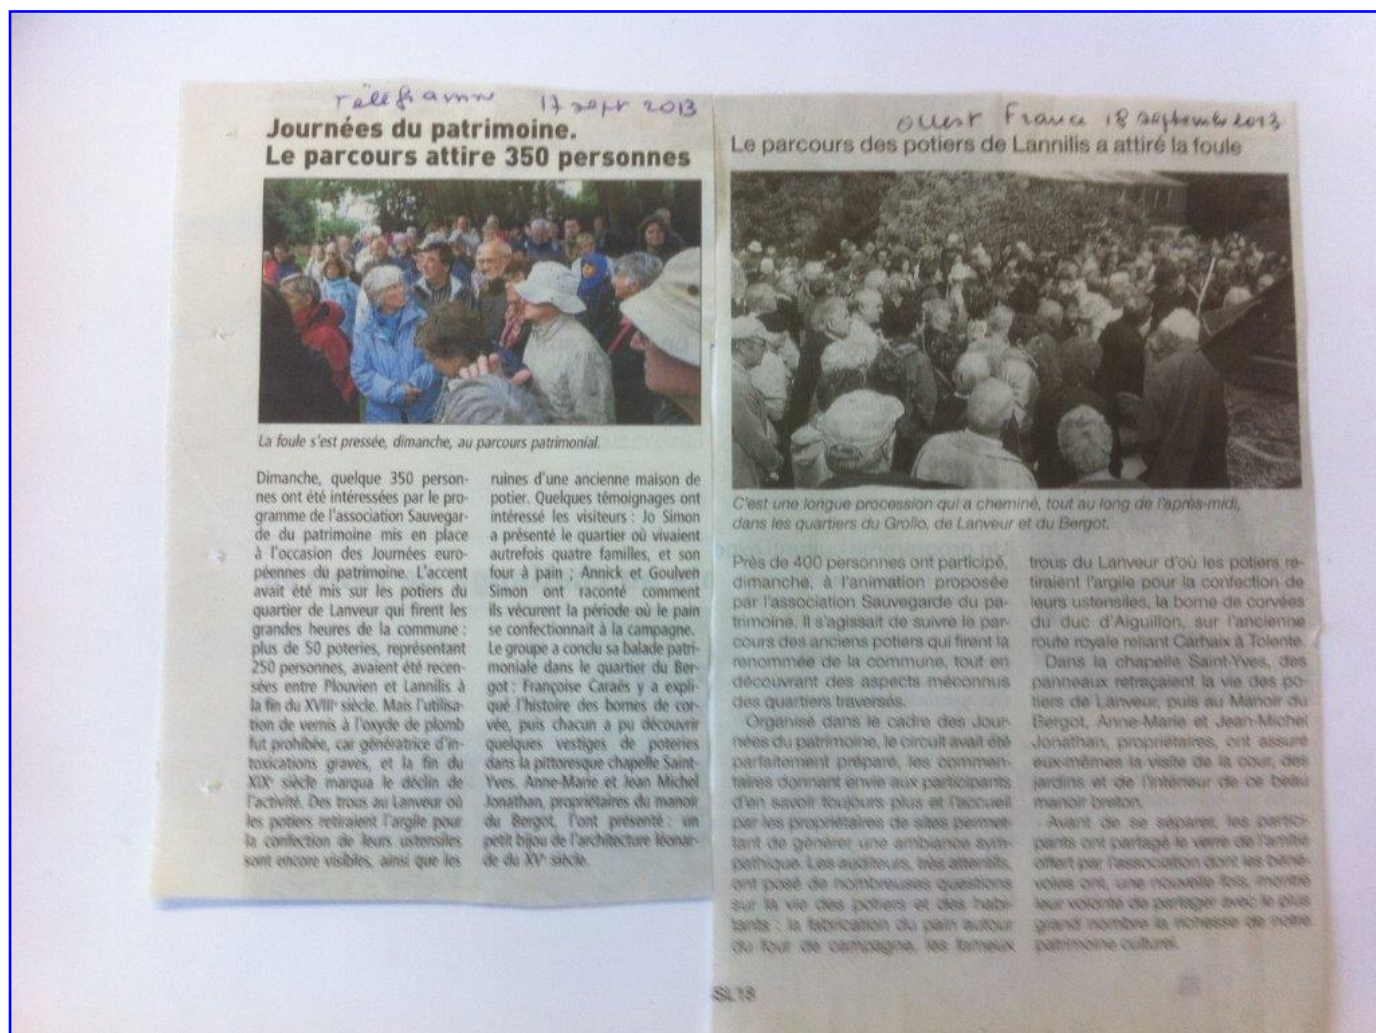 Télégramme 17 sept 2013
Journées du patrimoine.
Le parcours attire 350 personnes
La foule s'est pressée, dimanche, au parcours patrimonial.
Dimanche, quelque 350 person-
nes ont été intéressées par le pro-
gramme de l'association Sauvegar-
de du patrimoine mis en place
à l'occasion des Journées euro-
péennes du patrimoine. L'accent
avait été mis sur les potiers du
quartier de Lanveur qui firent les
grandes heures de la commune :
plus de 50 poteries, représentant
250 personnes, avaient été recen-
sées entre Plouvien et Lannilis à
la fin du XVIIIe siècle. Mais l'utilisa-
tion de vernis à l'oxyde de plomb
fut prohibée, car génératrice d'in-
toxications graves, et la fin du
XIXe siècle marqua le déclin de
l'activité. Des trous au Lanveur où
les potiers retiraient l'argile pour
la confection de leurs ustensiles
sont encore visibles, ainsi que les
ruines d'une ancienne maison de
potier. Quelques témoignages ont
intéressé les visiteurs : Jo Simon
a présenté le quartier où vivaient
autrefois quatre familles, et son
four à pain ; Annick et Goulven
Simon ont raconté comment
ils vécurent la période où le pain
se confectionnait à la campagne.
Le groupe a conclu sa balade patri-
moniale dans le quartier du Ber-
got : Françoise Caraës y a expli-
qué l'histoire des bornes de cor-
vée, puis chacun a pu découvrir
quelques vestiges de poteries
dans la pittoresque chapelle Saint-
Yves. Anne-Marie et Jean Michel
Jonathan, propriétaires du manoir
du Bergot, l'ont présenté : un
petit bijou de l'architecture léonar-
de du XVe siècle.
Ouest France 18 septembre 2013
Le parcours des potiers de Lannilis a attiré la foule
C'est une longue procession qui a cheminé, tout au long de l'après-midi,
dans les quartiers du Grollo, de Lanveur et du Bergot.
Près de 400 personnes ont participé,
dimanche, à l'animation proposée
par l'association Sauvegarde du pa-
trimoine. Il s'agissait de suivre le par-
cours des anciens potiers qui firent la
renommée de la commune, tout en
découvrant des aspects méconnus
des quartiers traversés.
Organisé dans le cadre des Jour-
nées du patrimoine, le circuit avait été
parfaitement préparé, les commen-
taires donnant envie aux participants
d'en savoir toujours plus et l'accueil
par les propriétaires de sites permet-
tant de générer une ambiance sym-
pathique. Les auditeurs, très attentifs,
ont posé de nombreuses questions
sur la vie des potiers et des habi-
tants : la fabrication du pain autour
du four de campagne, les fameux
trous du Lanveur d'où les potiers re-
tiraient l'argile pour la confection de
leurs ustensiles, la borne de corvées
du duc d'Aiguillon, sur l'ancienne
route royale reliant Carhaix à Tolente.
Dans la chapelle Saint-Yves, des
panneaux retraçaient la vie des po-
tiers de Lanveur, puis au Manoir du
Bergot, Anne-Marie et Jean-Michel
Jonathan, propriétaires, ont assuré
eux-mêmes la visite de la cour, des
jardins et de l'intérieur de ce beau
manoir breton.
Avant de se séparer, les partici-
pants ont partagé le verre de l'amitié
offert par l'association dont les béné-
voles ont, une nouvelle fois, montré
leur volonté de partager avec le plus
grand nombre la richesse de notre
patrimoine culturel.
SL18